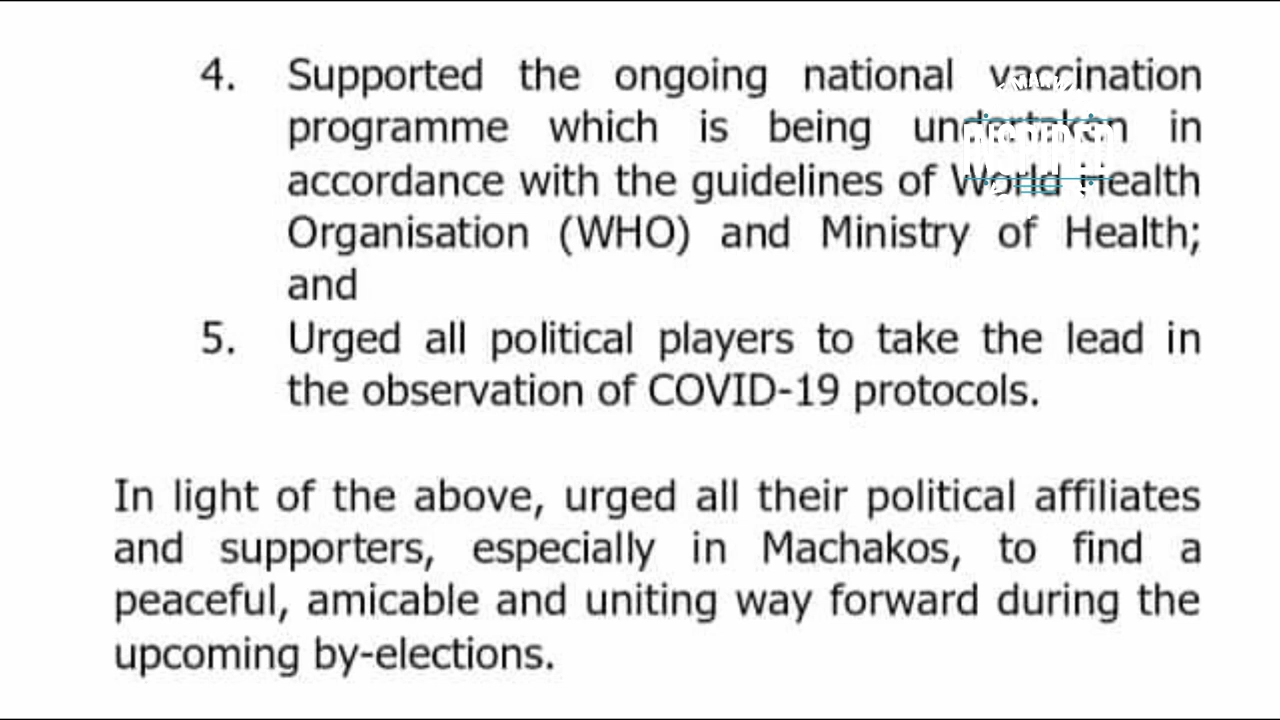 4. Supported the ongoing national vaccination
programme which is being undertaken in
accordance with the guidelines of World Health
Organisation (WHO) and Ministry of Health;
and
5. Urged all political players to take the lead in
the observation of COVID-19 protocols.
In light of the above, urged all their political affiliates
and supporters, especially in Machakos, to find a
peaceful, amicable and uniting way forward during the
upcoming by-elections.